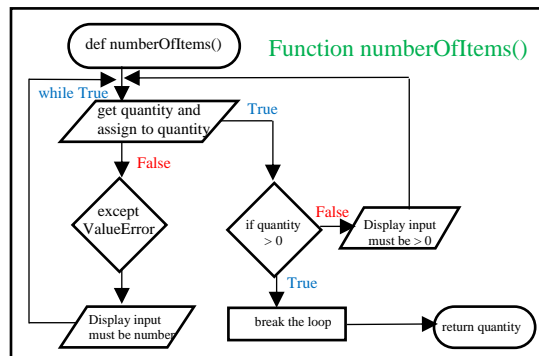 def numberOfItems()
Function numberOfItems()
while True
get quantity and
assign to quantity
True
False
except
ValueError
if quantity
> 0
False
Display input
must be > 0
True
Display input
must be number
break the loop
return quantity